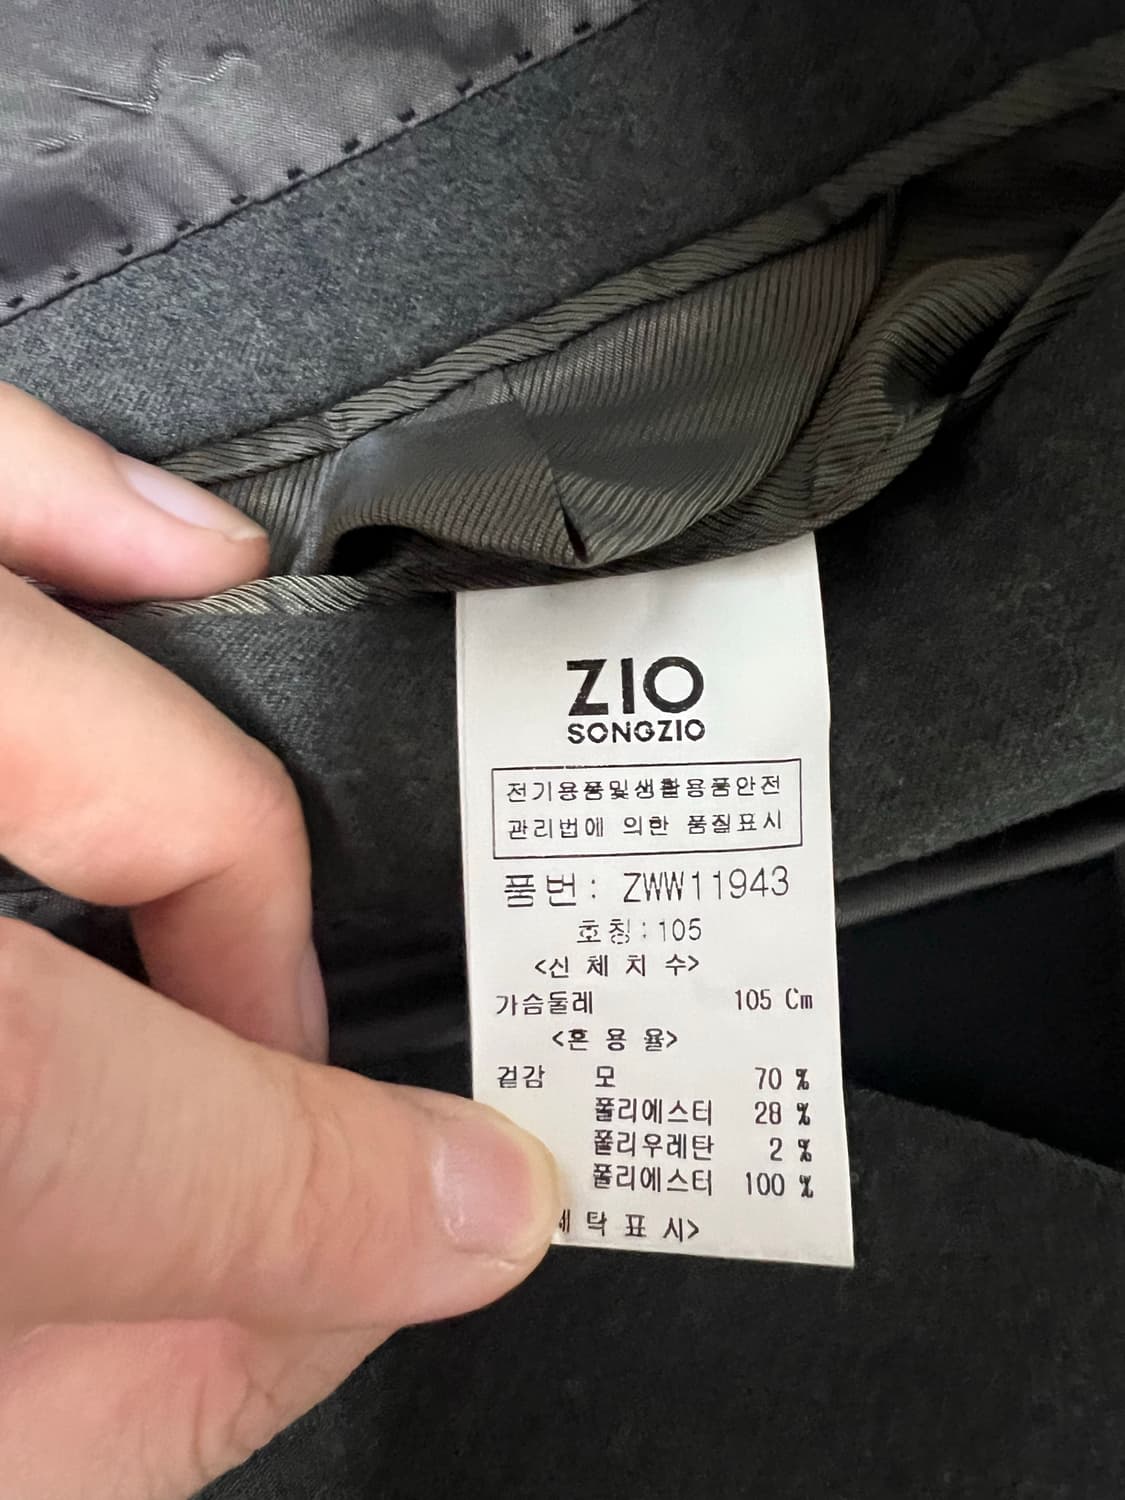 ZIO
SONGZIO
전기용품및생활용품안전
관리법에 의한 품질표시
품번: ZWW11943
호칭:105
<신 체 치 수>
가슴둘레 105 Cm
<혼 용 율>
겉감 모 70 %
폴리에스터 28 %
폴리우레탄 2 %
폴리에스터 100 %
탁 표 시>